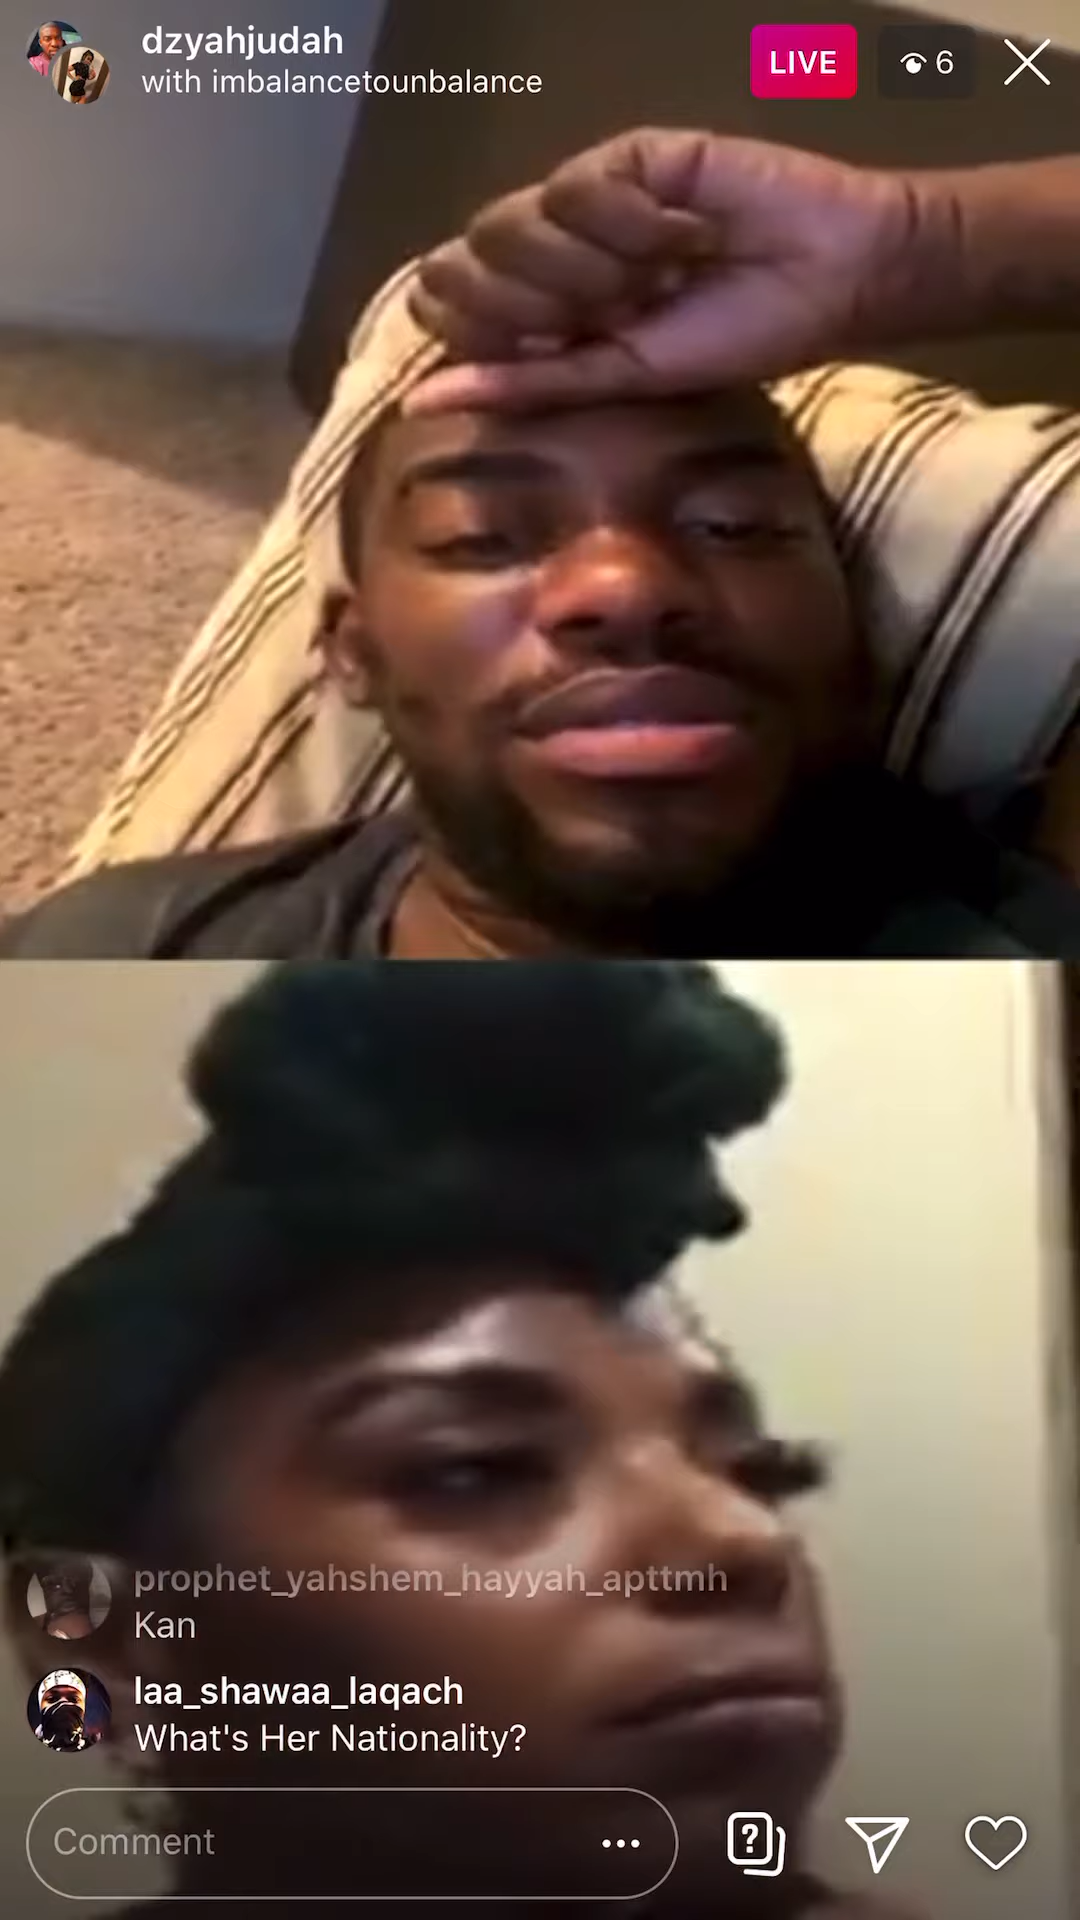 dzyahjudah
with imbalancetounbalance
LIVE
6
prophet_yahshem_hayyah_apttmh
Kan
laa_shawaa_laqach
What's Her Nationality?
Comment